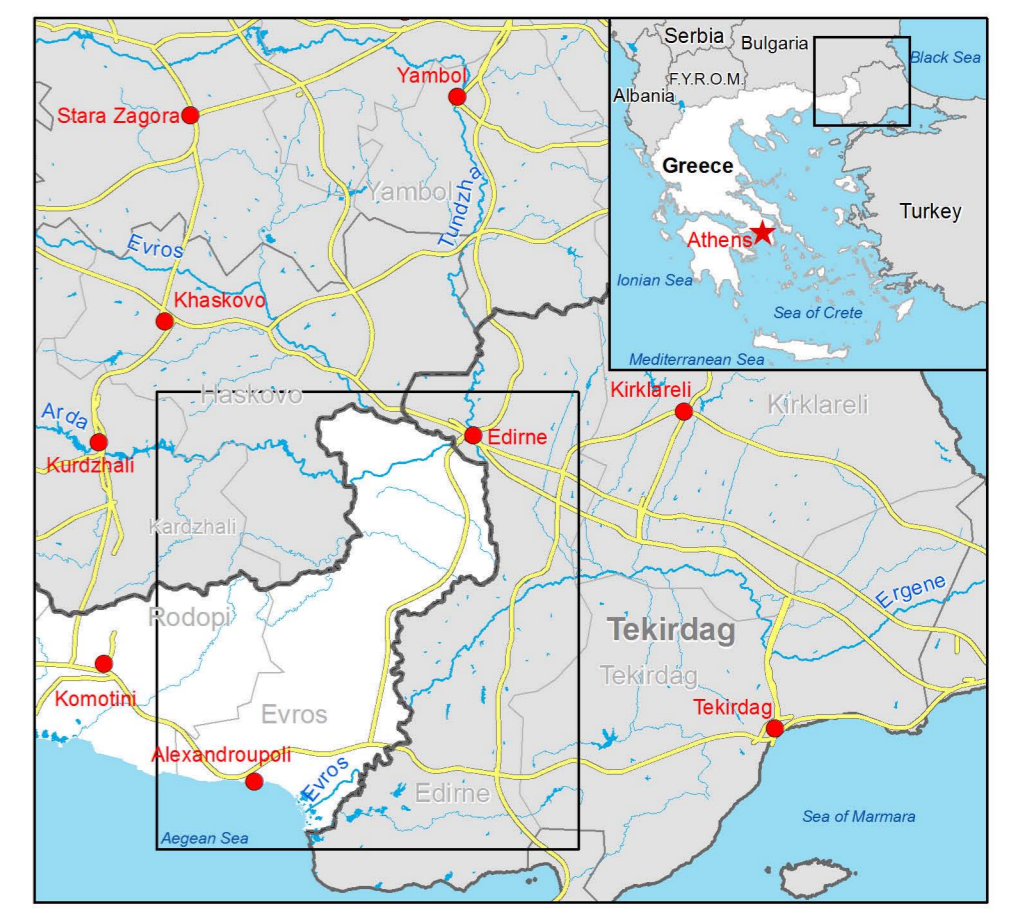 Serbia
Bulgaria
Black Sea
F.Y.R.O.M.
Albania
Greece
Turkey
Athens
Ionian Sea
Sea of Crete
Mediterranean Sea
Yambol
Stara Zagora
Yambol
Tundzha
Evros
Khaskovo
Haskovo
Kirklareli
Kirklareli
Arda
Edirne
Kurdzhali
Kardzhali
Ergene
Rodopi
Tekirdag
Tekirdag
Komotini
Evros
Tekirdag
Alexandroupoli
Evros
Edirne
Sea of Marmara
Aegean Sea